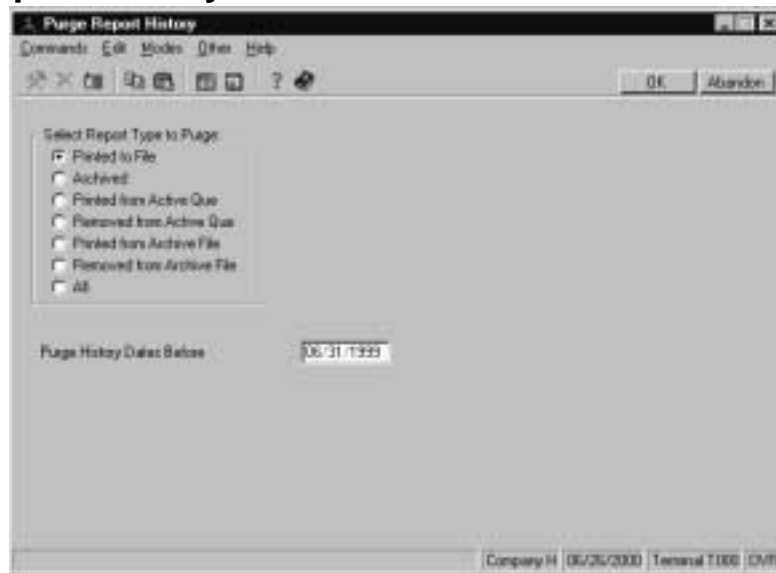 Purge Report History
Commands Edit Modes Other Help
OK Abandon
Select Report Type to Purge:
Printed to File
Archived
Printed from Active Que
Removed from Active Que
Printed from Archive File
Removed from Archive File
All
Purge History Dates Before 06/31/1999
Company H 06/26/2000 Terminal T000 OVR